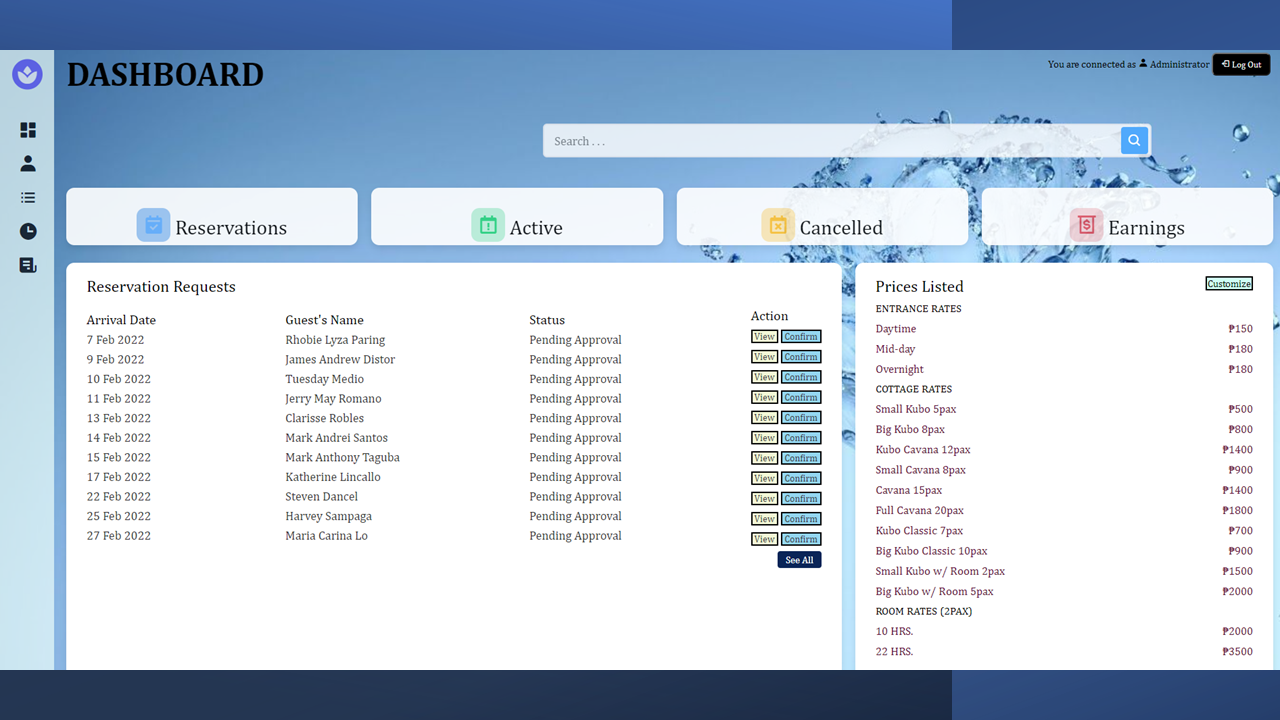 DASHBOARD
You are connected as Administrator Log Out
Search . . .
Reservations
Active
Cancelled
Earnings
Reservation Requests
Arrival Date Guest's Name Status Action
7 Feb 2022 Rhobie Lyza Paring Pending Approval View Confirm
9 Feb 2022 James Andrew Distor Pending Approval View Confirm
10 Feb 2022 Tuesday Medio Pending Approval View Confirm
11 Feb 2022 Jerry May Romano Pending Approval View Confirm
13 Feb 2022 Clarisse Robles Pending Approval View Confirm
14 Feb 2022 Mark Andrei Santos Pending Approval View Confirm
15 Feb 2022 Mark Anthony Taguba Pending Approval View Confirm
17 Feb 2022 Katherine Lincallo Pending Approval View Confirm
22 Feb 2022 Steven Dancel Pending Approval View Confirm
25 Feb 2022 Harvey Sampaga Pending Approval View Confirm
27 Feb 2022 Maria Carina Lo Pending Approval View Confirm
See All
Prices Listed Customize
ENTRANCE RATES
Daytime ₱150
Mid-day ₱180
Overnight ₱180
COTTAGE RATES
Small Kubo 5pax ₱500
Big Kubo 8pax ₱800
Kubo Cavana 12pax ₱1400
Small Cavana 8pax ₱900
Cavana 15pax ₱1400
Full Cavana 20pax ₱1800
Kubo Classic 7pax ₱700
Big Kubo Classic 10pax ₱900
Small Kubo w/ Room 2pax ₱1500
Big Kubo w/ Room 5pax ₱2000
ROOM RATES (2PAX)
10 HRS. ₱2000
22 HRS. ₱3500